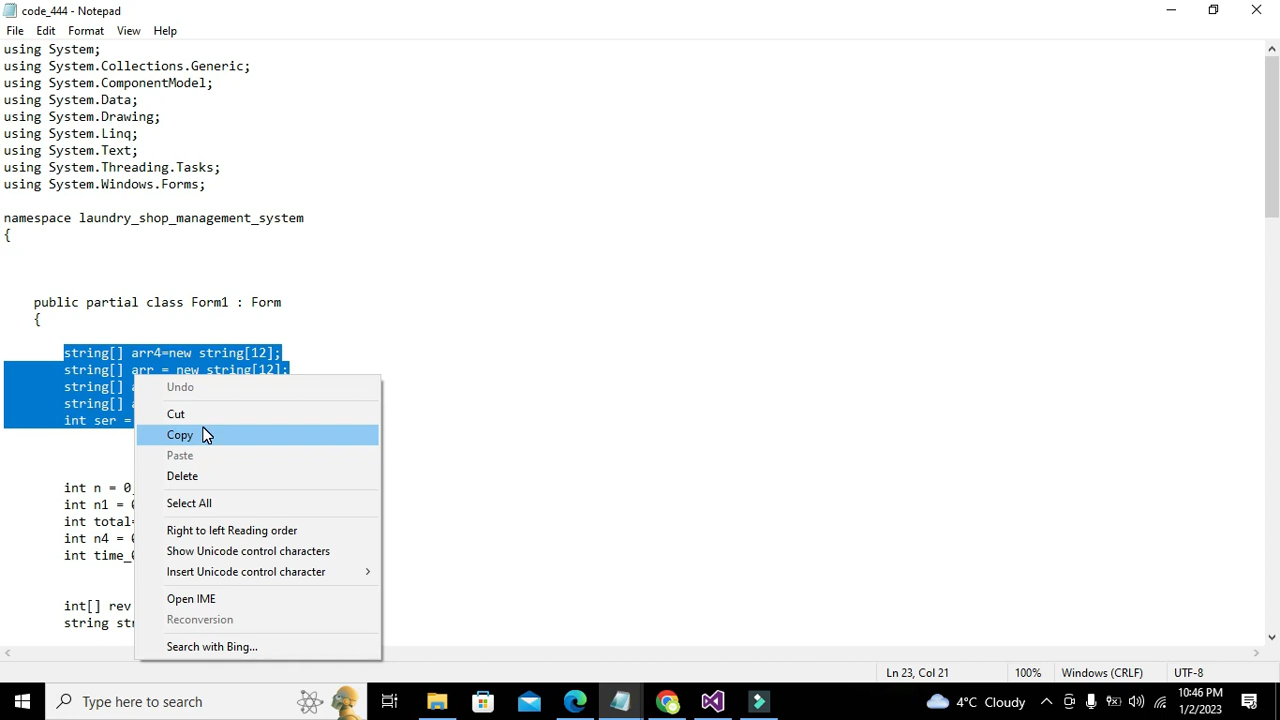 code_444 - Notepad
File Edit Format View Help
using System;
using System.Collections.Generic;
using System.ComponentModel;
using System.Data;
using System.Drawing;
using System.Linq;
using System.Text;
using System.Threading.Tasks;
using System.Windows.Forms;
namespace laundry_shop_management_system
{
public partial class Form1 : Form
{
string[] arr4=new string[12];
string[] arr = new string[12];
string[]
string[]
int ser =
Undo
Cut
Copy
Paste
Delete
Select All
Right to left Reading order
Show Unicode control characters
Insert Unicode control character
Open IME
Reconversion
Search with Bing...
int n = 0
int n1 =
int total=
int n4 =
int time_
int[] rev
string
Ln 23, Col 21 100% Windows (CRLF) UTF-8
Type here to search
4°C Cloudy
10:46 PM
1/2/2023